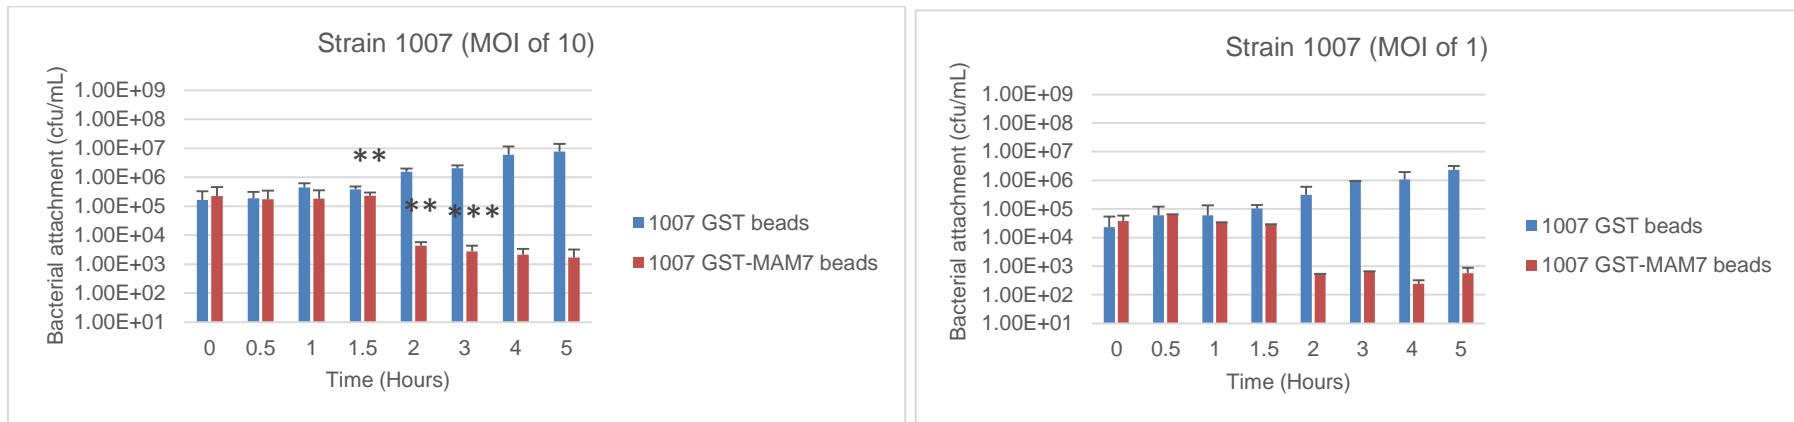 Strain 1007 (MOI of 10)
Bacterial attachment (cfu/mL)
1.00E+09
1.00E+08
1.00E+07
1.00E+06
1.00E+05
1.00E+04
1.00E+03
1.00E+02
1.00E+01
**
** ***
0 0.5 1 1.5 2 3 4 5
Time (Hours)
1007 GST beads
1007 GST-MAM7 beads
Strain 1007 (MOI of 1)
Bacterial attachment (cfu/mL)
1.00E+09
1.00E+08
1.00E+07
1.00E+06
1.00E+05
1.00E+04
1.00E+03
1.00E+02
1.00E+01
0 0.5 1 1.5 2 3 4 5
Time (Hours)
1007 GST beads
1007 GST-MAM7 beads